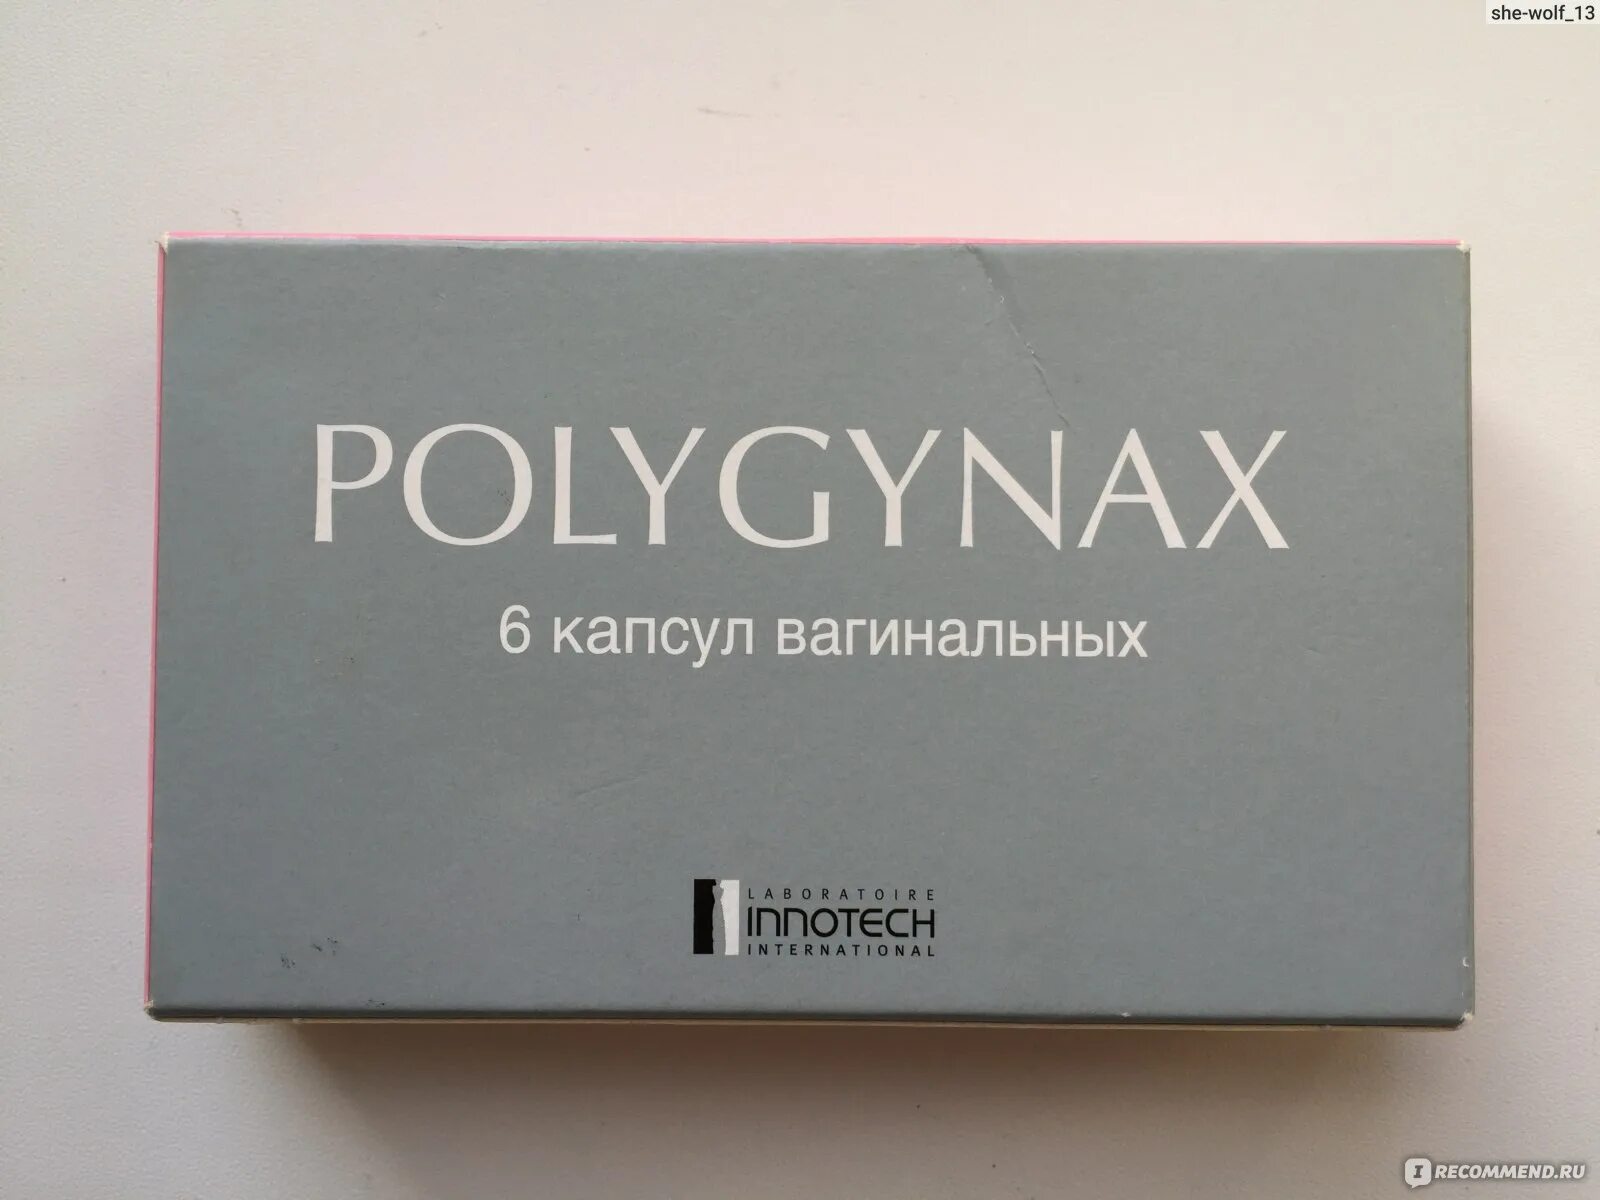 she-wolf_13
POLYGYNAX
6 капсул вагинальных
LABORATOIRE
INNOTECH
INTERNATIONAL
I RECOMMEND.RU